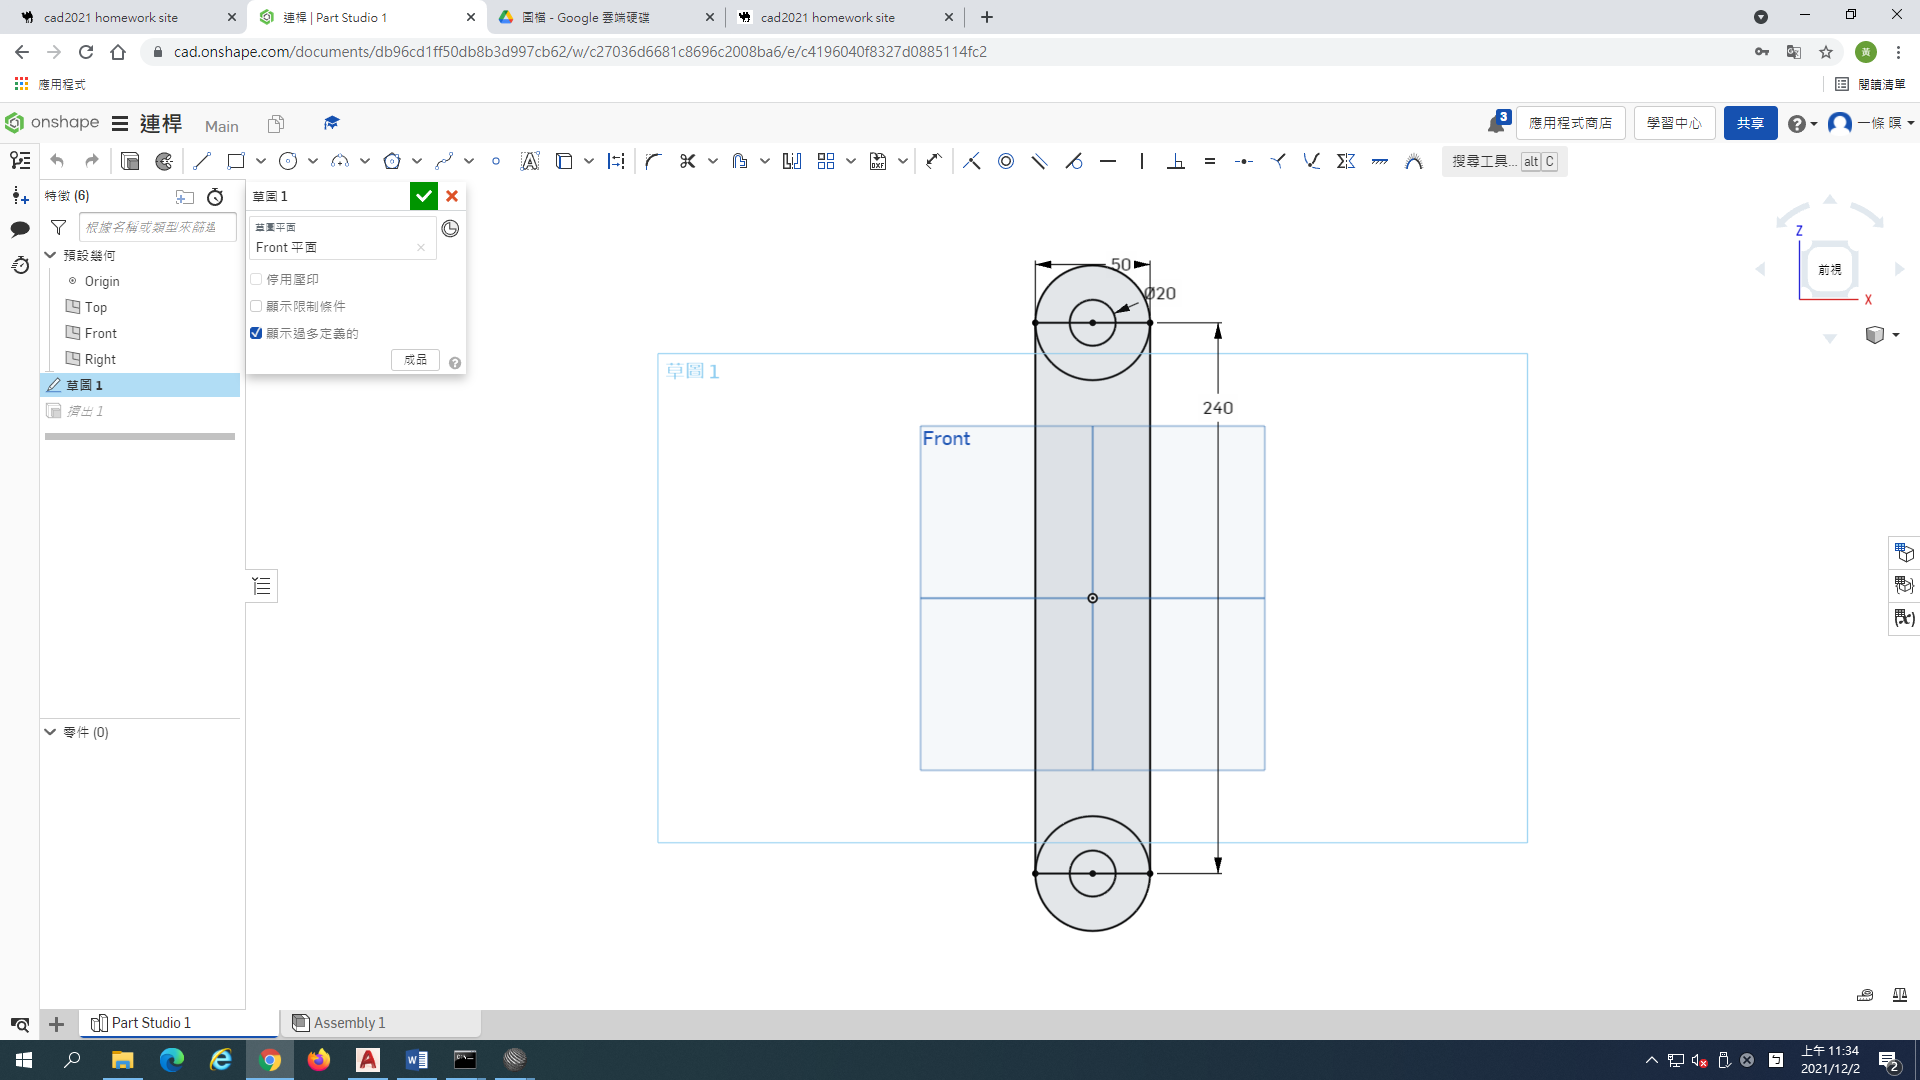 cad2021 homework site
連桿 | Part Studio 1
圖檔 - Google 雲端硬碟
cad2021 homework site
cad.onshape.com/documents/db96cd1ff50db8b3d997cb62/w/c27036d6681c8696c2008ba6/e/c4196040f8327d0885114fc2
黃
應用程式
閱讀清單
onshape
連桿
Main
3
應用程式商店
學習中心
共享
一條 暝
DXF
搜尋工具... alt C
特徵 (6)
根據名稱或類型來篩選
預設幾何
Origin
Top
Front
Right
草圖 1
擠出 1
草圖 1
草圖平面
Front 平面
停用壓印
顯示限制條件
顯示過多定義的
成品
50
Ø20
240
草圖 1
Front
Z
前視
X
零件 (0)
Part Studio 1
Assembly 1
上午 11:34
2021/12/2
2